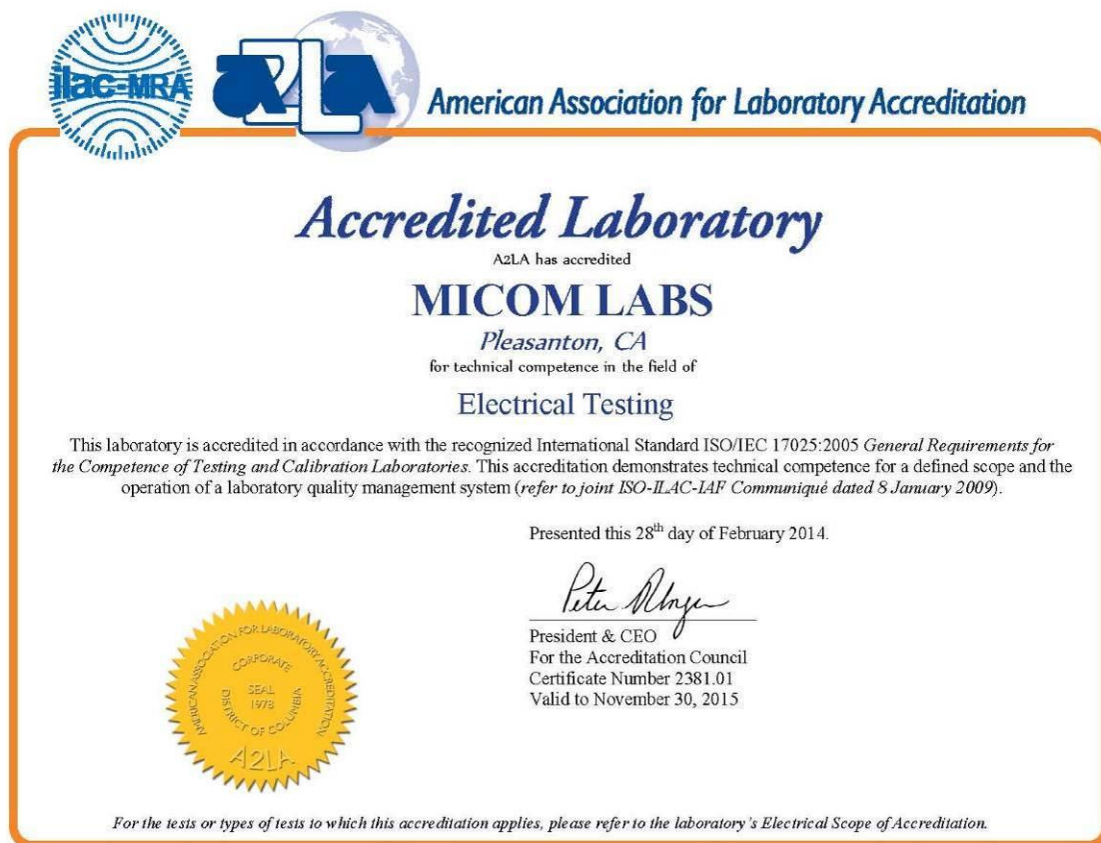 ilac-MRA
A2LA
American Association for Laboratory Accreditation
Accredited Laboratory
A2LA has accredited
MICOM LABS
Pleasanton, CA
for technical competence in the field of
Electrical Testing
This laboratory is accredited in accordance with the recognized International Standard ISO/IEC 17025:2005 General Requirements for
the Competence of Testing and Calibration Laboratories. This accreditation demonstrates technical competence for a defined scope and the
operation of a laboratory quality management system (refer to joint ISO-ILAC-IAF Communiqué dated 8 January 2009).
Presented this 28th day of February 2014.
President & CEO
For the Accreditation Council
Certificate Number 2381.01
Valid to November 30, 2015
AMERICAN ASSOCIATION FOR LABORATORY ACCREDITATION
CORPORATE
SEAL
1978
DISTRICT OF COLUMBIA
A2LA
For the tests or types of tests to which this accreditation applies, please refer to the laboratory's Electrical Scope of Accreditation.